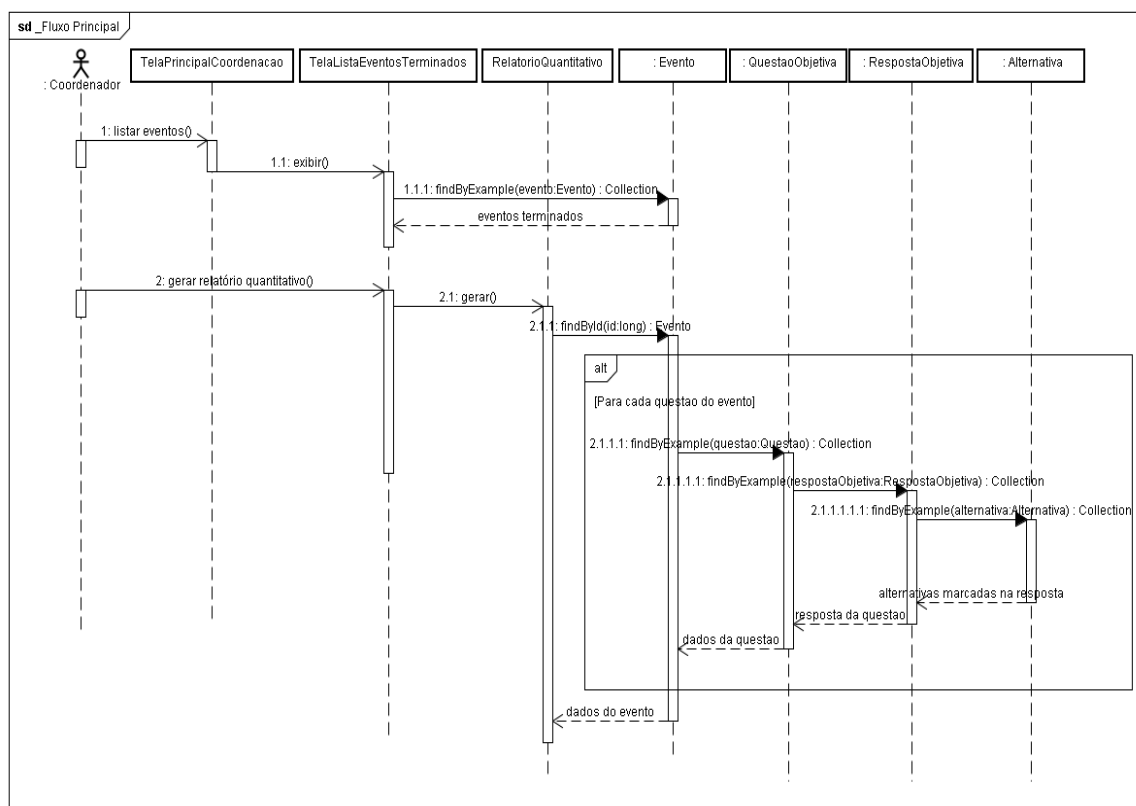 sd _Fluxo Principal
: Coordenador
TelaPrincipalCoordenacao
TelaListaEventosTerminados
RelatorioQuantitativo
: Evento
: QuestaoObjetiva
: RespostaObjetiva
: Alternativa
1: listar eventos()
1.1: exibir()
1.1.1: findByExample(evento:Evento) : Collection
eventos terminados
2: gerar relatório quantitativo()
2.1: gerar()
2.1.1: findById(id:long) : Evento
alt
[Para cada questao do evento]
2.1.1.1: findByExample(questao:Questao) : Collection
2.1.1.1.1: findByExample(respostaObjetiva:RespostaObjetiva) : Collection
2.1.1.1.1.1: findByExample(alternativa:Alternativa) : Collection
alternativas marcadas na resposta
resposta da questao
dados da questao
dados do evento